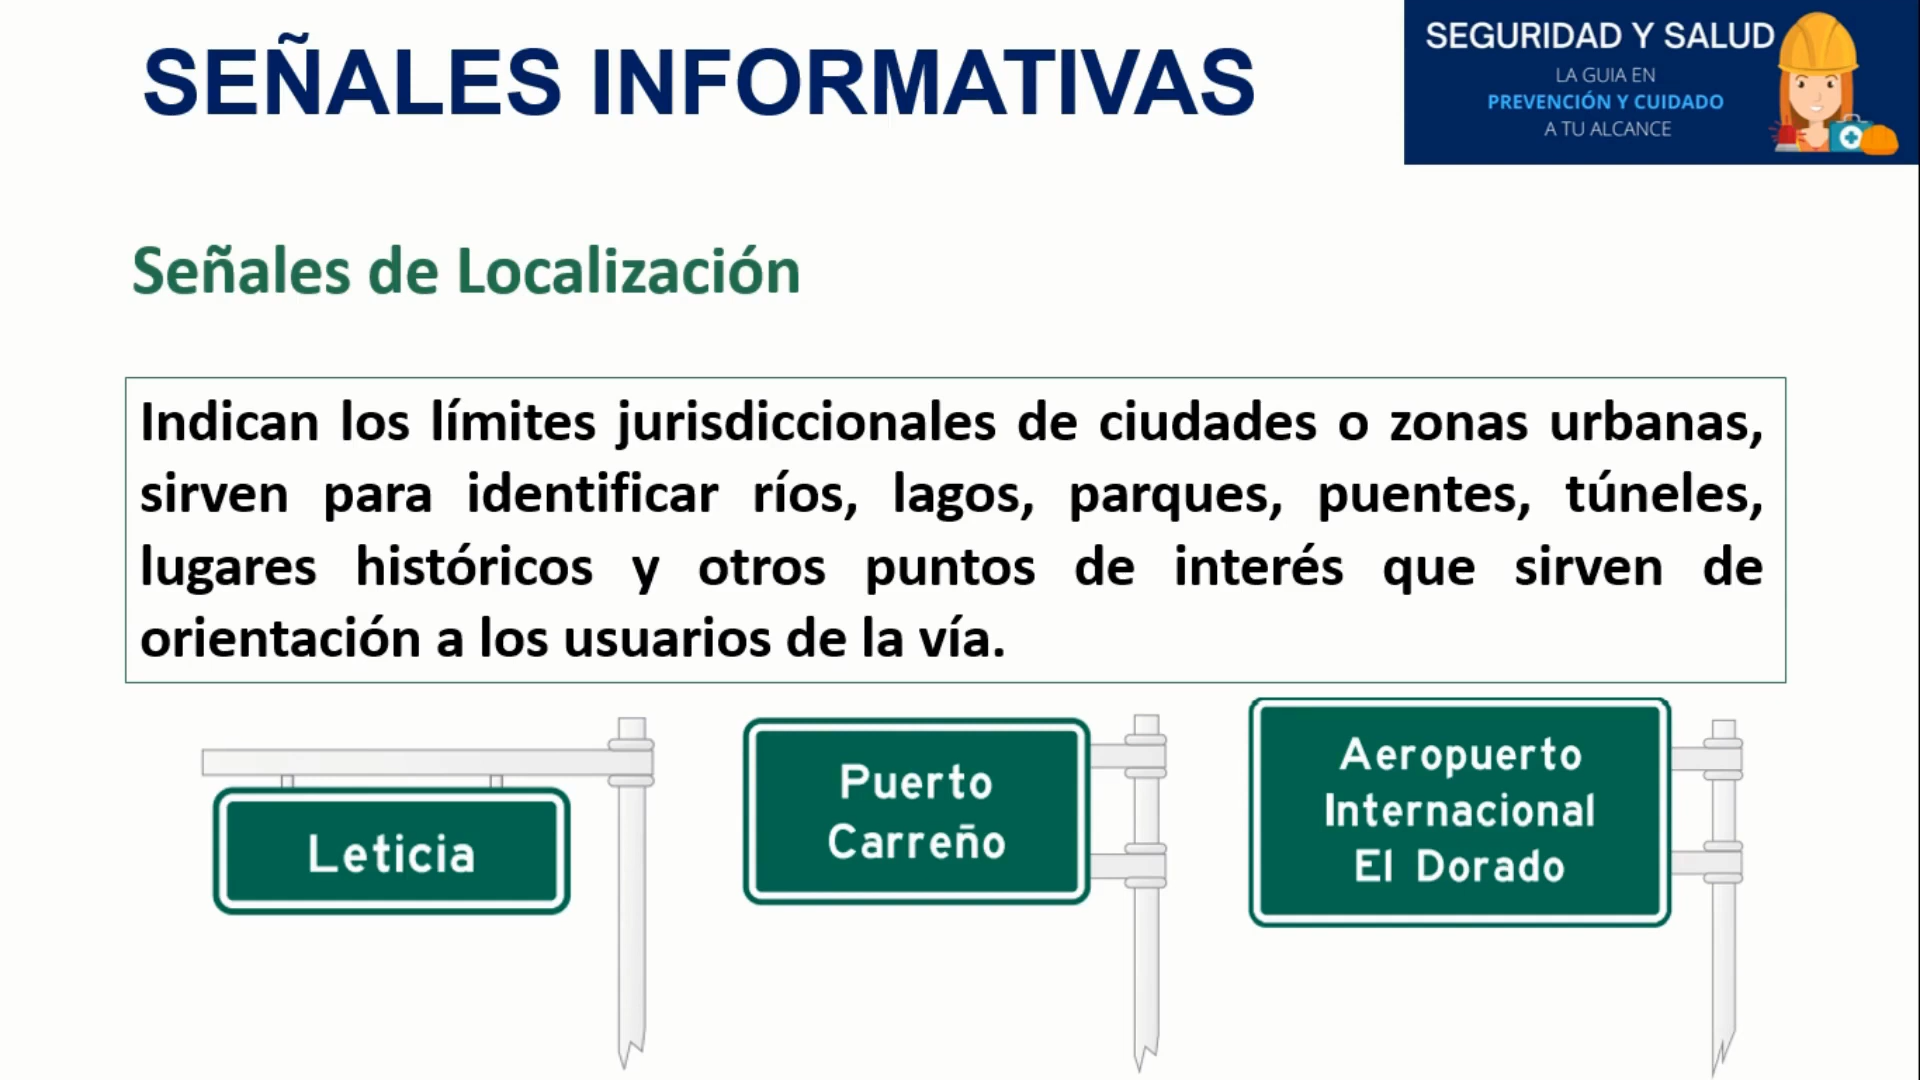 SEÑALES INFORMATIVAS
SEGURIDAD Y SALUD
LA GUIA EN
PREVENCIÓN Y CUIDADO
A TU ALCANCE
Señales de Localización
Indican los límites jurisdiccionales de ciudades o zonas urbanas,
sirven para identificar ríos, lagos, parques, puentes, túneles,
lugares históricos y otros puntos de interés que sirven de
orientación a los usuarios de la vía.
Leticia
Puerto
Carreño
Aeropuerto
Internacional
El Dorado